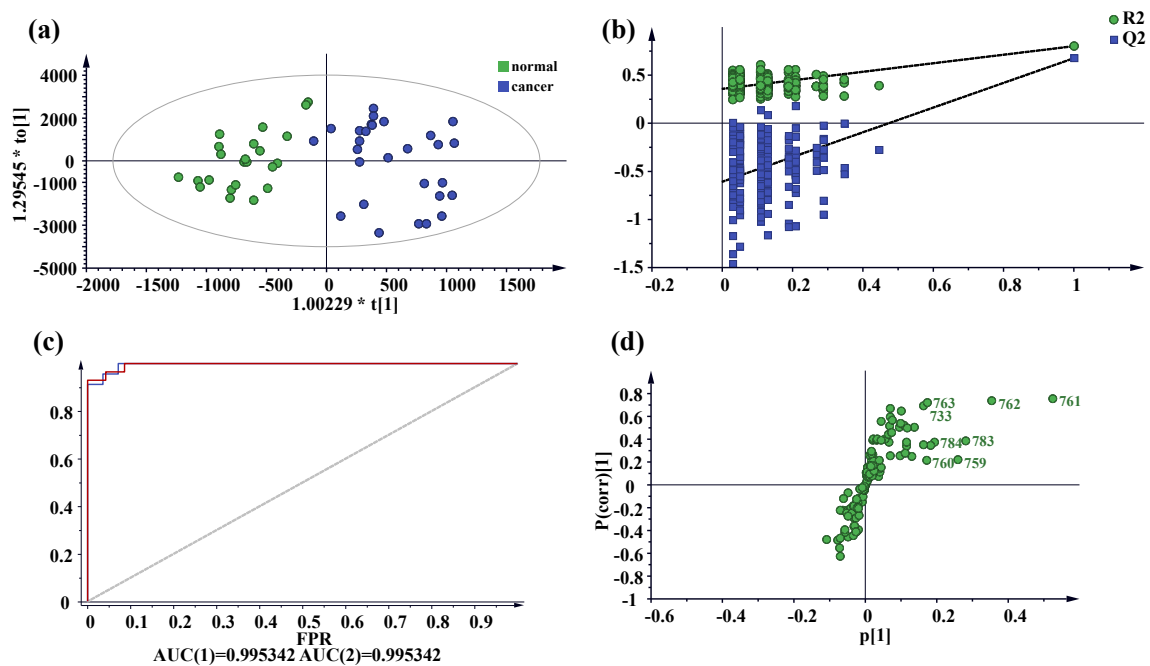 (a)
normal
cancer
1.29545 * to[1]
4000
2000
0
-1000
-3000
-5000
-2000 -1500 -1000 -500 0 500 1000 1500
1.00229 * t[1]
(b)
R2
Q2
0.5
0
-0.5
-1
-1.5
-0.2 0 0.2 0.4 0.6 0.8 1
(c)
0.8
0.6
0.4
0.2
0
0 0.1 0.2 0.3 0.4 0.5 0.6 0.7 0.8 0.9
FPR
AUC(1)=0.995342 AUC(2)=0.995342
(d)
P(corr)[1]
0.8
0.6
0.4
0.2
0
-0.2
-0.4
-0.6
-0.8
-1
763 762 761
733
784 783
760 759
-0.6 -0.4 -0.2 0 0.2 0.4
p[1]